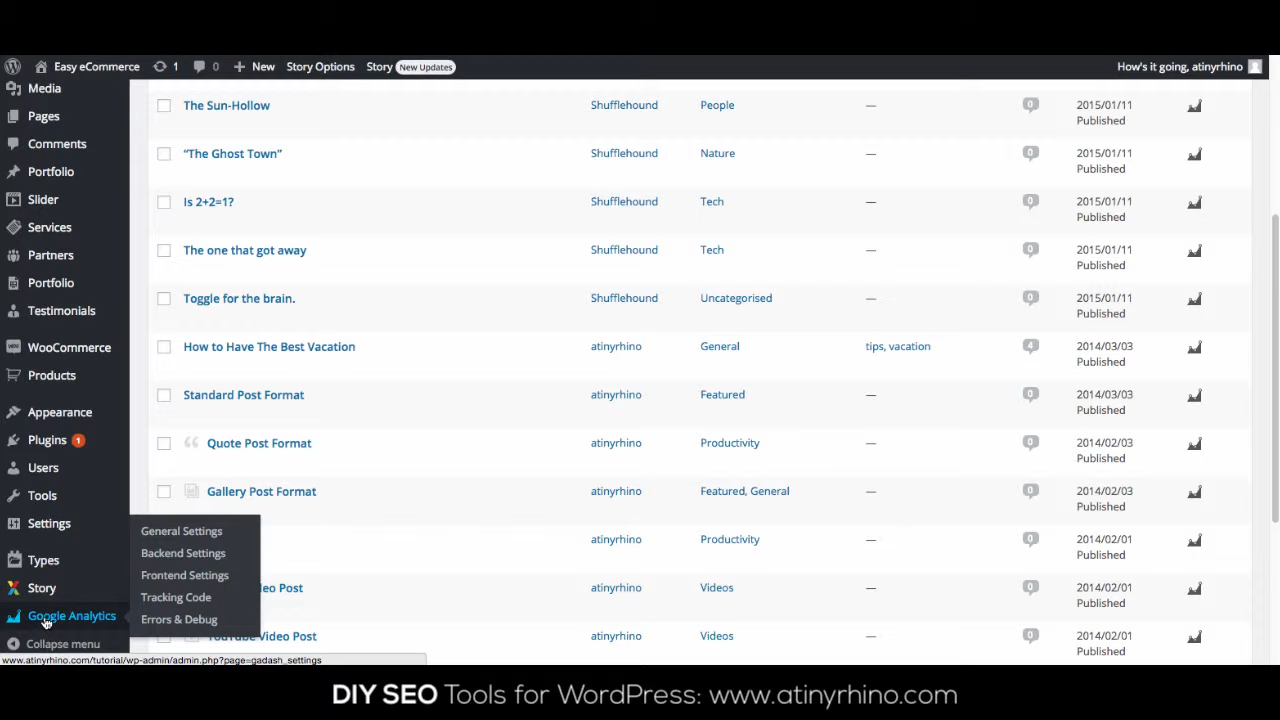 Easy eCommerce 1 0 New Story Options Story New Updates How's it going, atinyrhino
Media
Pages
Comments
Portfolio
Slider
Services
Partners
Portfolio
Testimonials
WooCommerce
Products
Appearance
Plugins 1
Users
Tools
Settings
Types
Story
Google Analytics
Collapse menu
General Settings
Backend Settings
Frontend Settings
Tracking Code
Errors & Debug
The Sun-Hollow Shufflehound People — 0 2015/01/11
Published
“The Ghost Town” Shufflehound Nature — 0 2015/01/11
Published
Is 2+2=1? Shufflehound Tech — 0 2015/01/11
Published
The one that got away Shufflehound Tech — 0 2015/01/11
Published
Toggle for the brain. Shufflehound Uncategorised — 0 2015/01/11
Published
How to Have The Best Vacation atinyrhino General tips, vacation 4 2014/03/03
Published
Standard Post Format atinyrhino Featured — 0 2014/03/03
Published
Quote Post Format atinyrhino Productivity — 0 2014/02/03
Published
Gallery Post Format atinyrhino Featured, General — 0 2014/02/03
Published
atinyrhino Productivity — 0 2014/02/01
Published
eo Post atinyrhino Videos — 0 2014/02/01
Published
YouTube Video Post atinyrhino Videos — 0 2014/02/01
Published
www.atinyrhino.com/tutorial/wp-admin/admin.php?page=gadash_settings
DIY SEO Tools for WordPress: www.atinyrhino.com